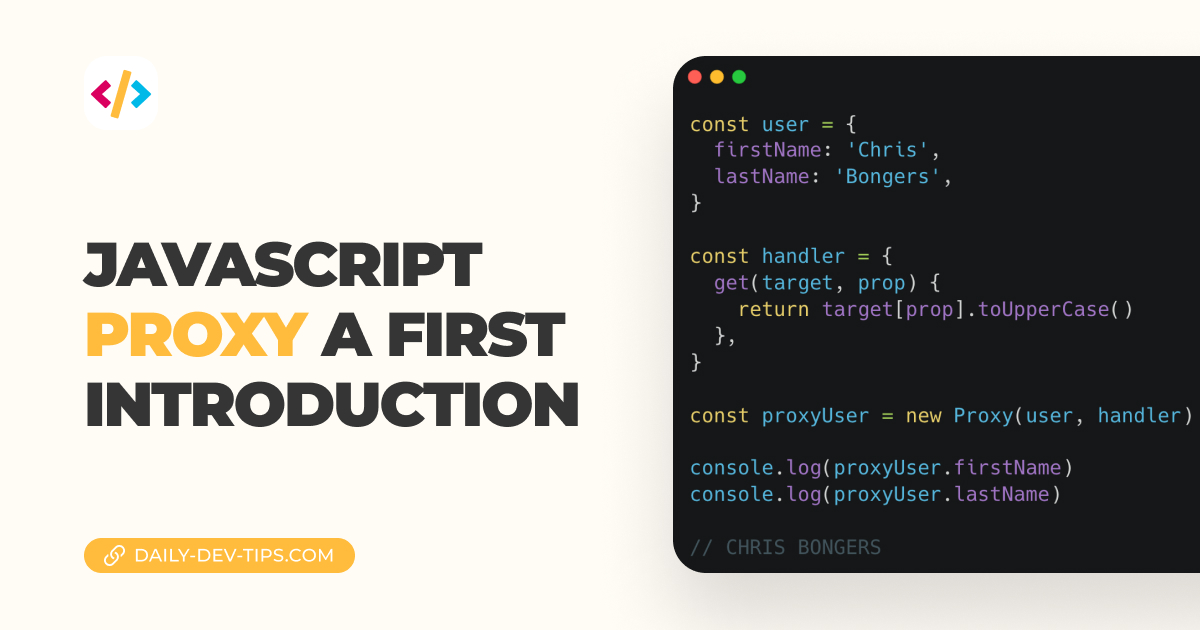 JAVASCRIPT
PROXY A FIRST
INTRODUCTION
DAILY-DEV-TIPS.COM
const user = {
  firstName: 'Chris',
  lastName: 'Bongers',
}
const handler = {
  get(target, prop) {
    return target[prop].toUpperCase()
  },
}
const proxyUser = new Proxy(user, handler)
console.log(proxyUser.firstName)
console.log(proxyUser.lastName)
// CHRIS BONGERS